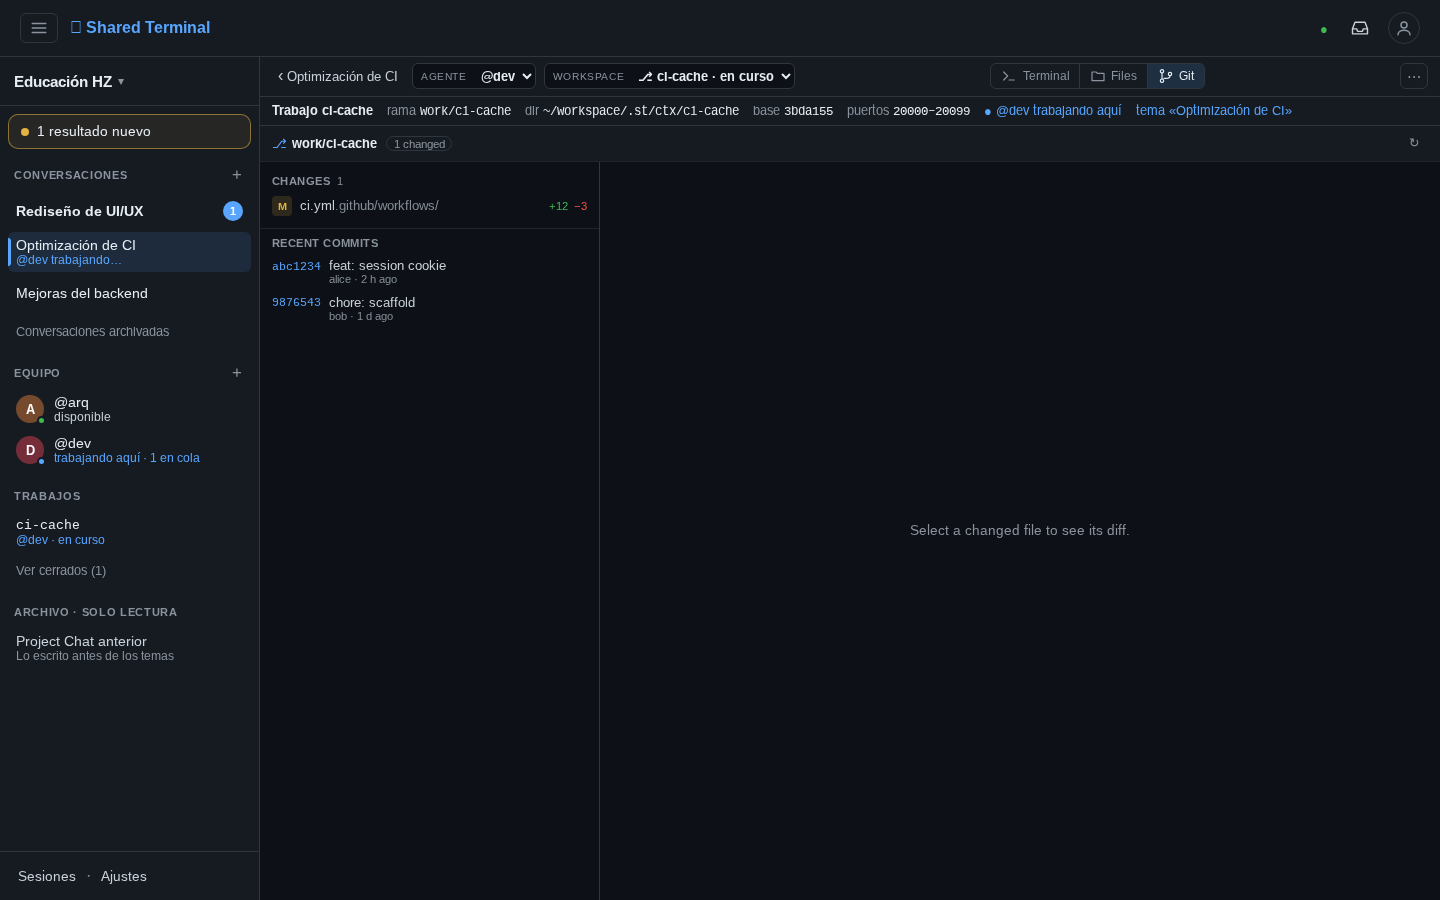 Shared Terminal
Educación HZ ▾
1 resultado nuevo
CONVERSACIONES +
Rediseño de UI/UX 1
Optimización de CI
@dev trabajando…
Mejoras del backend
Conversaciones archivadas
EQUIPO +
A @arq
disponible
D @dev
trabajando aquí · 1 en cola
TRABAJOS
ci-cache
@dev · en curso
Ver cerrados (1)
ARCHIVO · SOLO LECTURA
Project Chat anterior
Lo escrito antes de los temas
Sesiones · Ajustes
‹ Optimización de CI AGENTE @dev WORKSPACE ⎇ ci-cache · en curso Terminal Files Git ⋯
Trabajo ci-cache rama work/ci-cache dir ~/workspace/.st/ctx/ci-cache base 3bda155 puertos 20000–20099 ● @dev trabajando aquí tema «Optimización de CI»
⎇ work/ci-cache 1 changed ↻
CHANGES 1
M ci.yml.github/workflows/ +12 −3
RECENT COMMITS
abc1234 feat: session cookie
alice · 2 h ago
9876543 chore: scaffold
bob · 1 d ago
Select a changed file to see its diff.